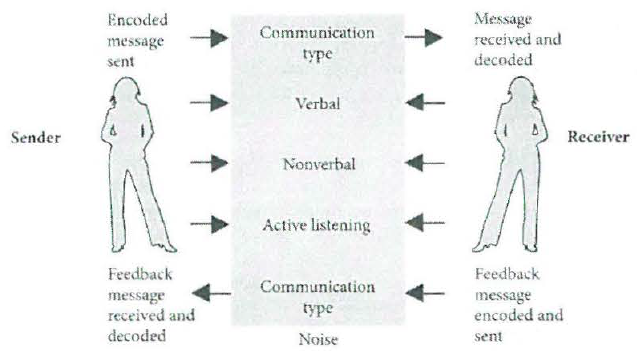 Encoded
message
sent
Communication
type
Message
received and
decoded
Verbal
Sender
Receiver
Nonverbal
Active listening
Feedback
message
received and
decoded
Communication
type
Feedback
message
encoded and
sent
Noise